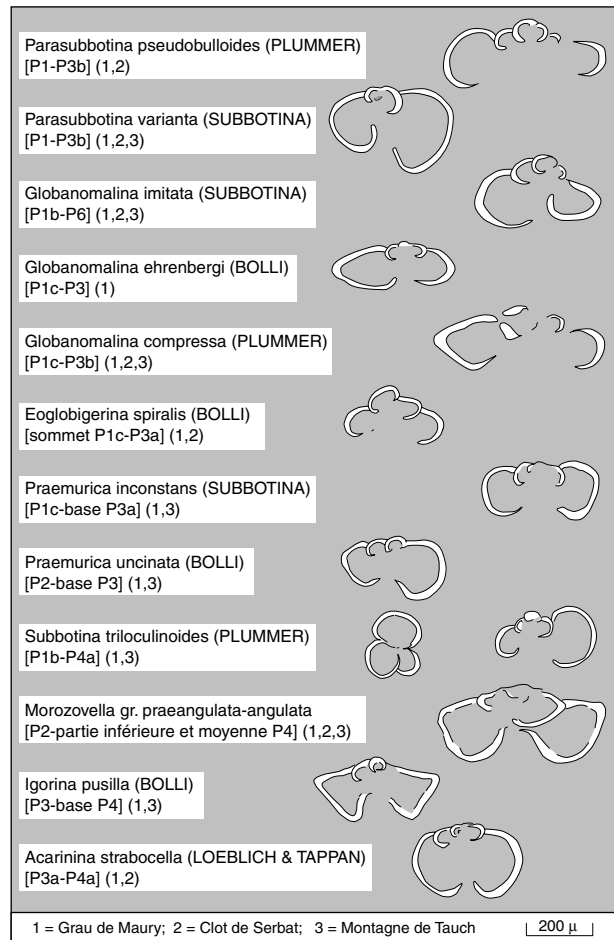 Parasubbotina pseudobulloides (PLUMMER)
[P1-P3b] (1,2)
Parasubbotina varianta (SUBBOTINA)
[P1-P3b] (1,2,3)
Globanomalina imitata (SUBBOTINA)
[P1b-P6] (1,2,3)
Globanomalina ehrenbergi (BOLLI)
[P1c-P3] (1)
Globanomalina compressa (PLUMMER)
[P1c-P3b] (1,2,3)
Eoglobigerina spiralis (BOLLI)
[sommet P1c-P3a] (1,2)
Praemurica inconstans (SUBBOTINA)
[P1c-base P3a] (1,3)
Praemurica uncinata (BOLLI)
[P2-base P3] (1,3)
Subbotina triloculinoides (PLUMMER)
[P1b-P4a] (1,3)
Morozovella gr. praeangulata-angulata
[P2-partie inférieure et moyenne P4] (1,2,3)
Igorina pusilla (BOLLI)
[P3-base P4] (1,3)
Acarinina strabocella (LOEBLICH & TAPPAN)
[P3a-P4a] (1,2)
1 = Grau de Maury; 2 = Clot de Serbat; 3 = Montagne de Tauch 200 µ